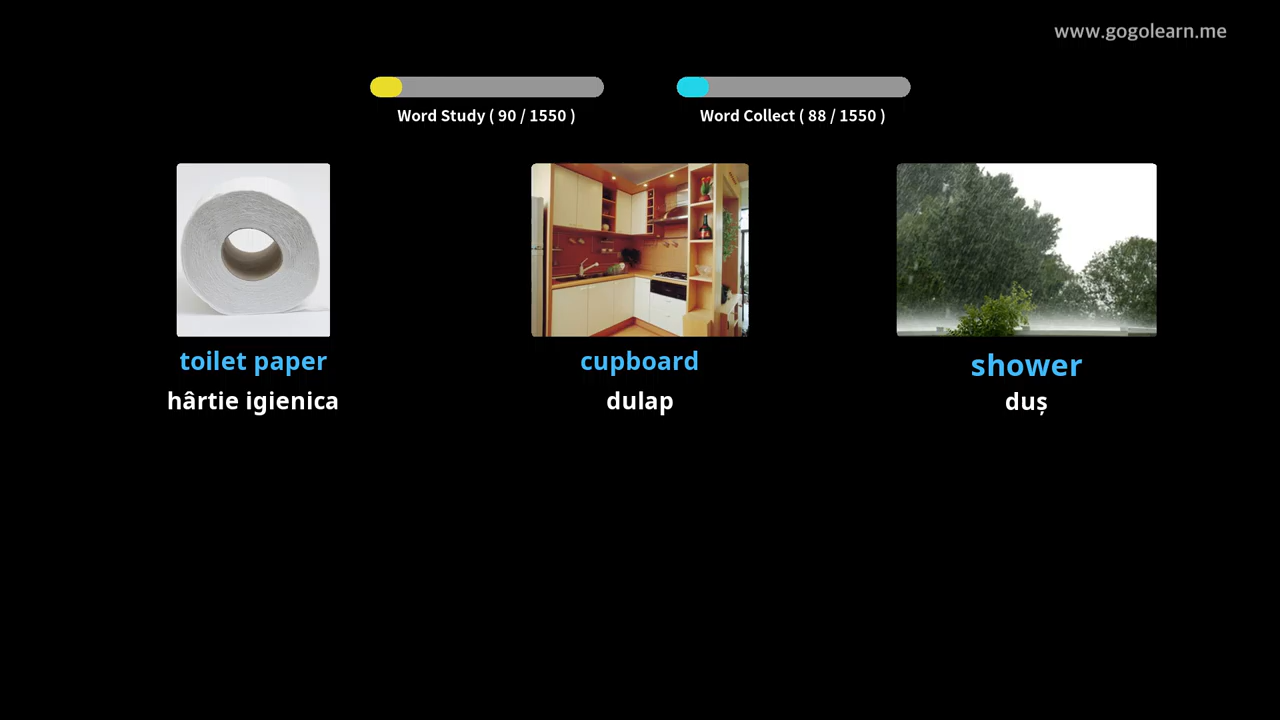 www.gogolearn.me
Word Study ( 90 / 1550 )
Word Collect ( 88 / 1550 )
toilet paper
cupboard
shower
hârtie igienica
dulap
duș